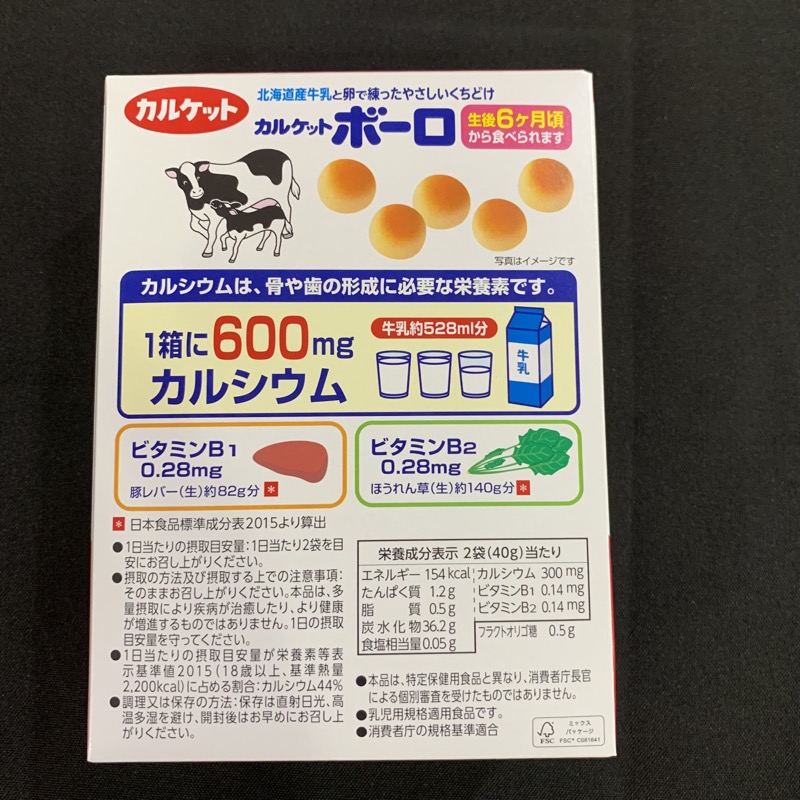 カルケット
北海道産牛乳と卵で練ったやさしいくちどけ
カルケットボーロ
生後6ヶ月頃
から食べられます
写真はイメージです
カルシウムは、骨や歯の形成に必要な栄養素です。
1箱に600mg
カルシウム
牛乳約528ml分
牛乳
ビタミンB1
0.28mg
豚レバー(生)約82g分*
ビタミンB2
0.28mg
ほうれん草(生)約140g分*
* 日本食品標準成分表2015より算出
●1日当たりの摂取目安量：1日当たり2袋を目
安にお召し上がりください。
●摂取の方法及び摂取する上での注意事項：
そのままお召し上がりください。本品は、多
量摂取により疾病が治癒したり、より健康
が増進するものではありません。1日の摂取
目安量を守ってください。
●1日当たりの摂取目安量が栄養素等表
示基準値2015(18歳以上、基準熱量
2,200kcal)に占める割合：カルシウム44%
●調理又は保存の方法：保存は直射日光、高
温多湿を避け、開封後はお早めにお召し上
がりください。
栄養成分表示 2袋(40g)当たり
エネルギー 154kcal カルシウム 300mg
たんぱく質 1.2g ビタミンB1 0.14mg
脂質 0.5g ビタミンB2 0.14mg
炭水化物 36.2g フラクトオリゴ糖 0.5g
食塩相当量 0.05g
●本品は、特定保健用食品と異なり、消費者庁長官
による個別審査を受けたものではありません。
●乳児用規格適用食品です。
●消費者庁の規格基準適合
FSC
ミックス
パッケージ
FSC® C081641